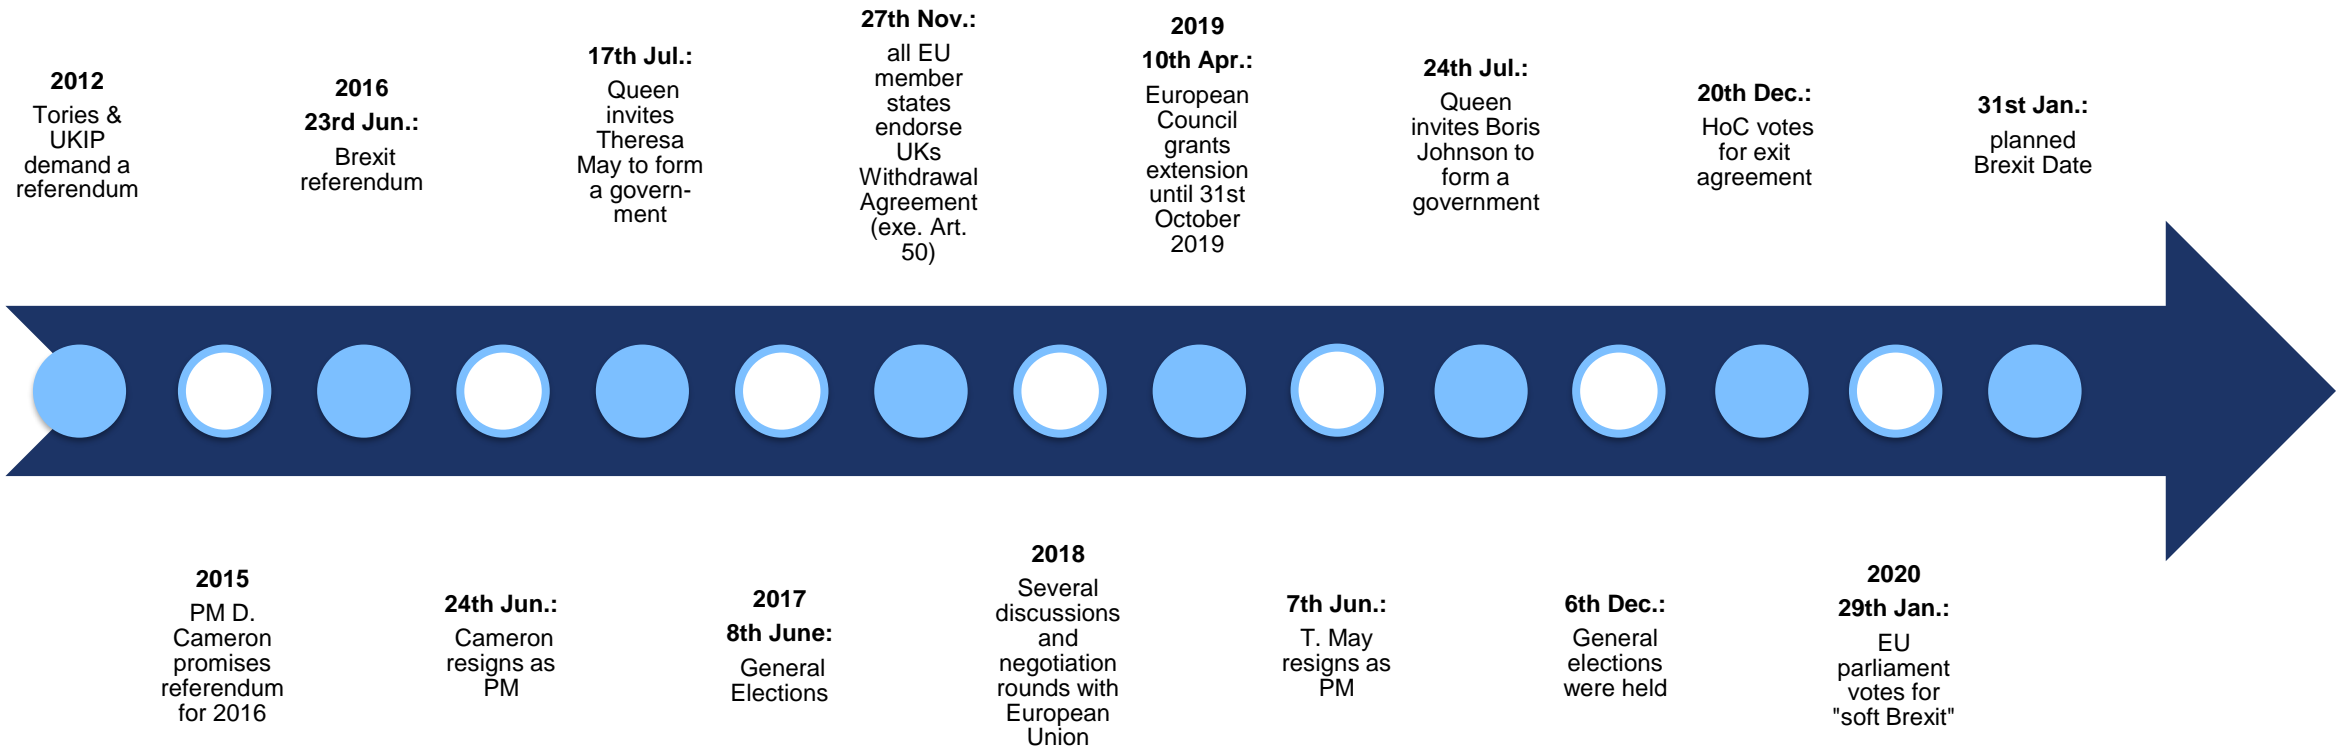 2012
Tories &
UKIP
demand a
referendum
2015
PM D.
Cameron
promises
referendum
for 2016
2016
23rd Jun.:
Brexit
referendum
24th Jun.:
Cameron
resigns as
PM
17th Jul.:
Queen
invites
Theresa
May to form
a govern-
ment
2017
8th June:
General
Elections
27th Nov.:
all EU
member
states
endorse
UKs
Withdrawal
Agreement
(exe. Art.
50)
2018
Several
discussions
and
negotiation
rounds with
European
Union
2019
10th Apr.:
European
Council
grants
extension
until 31st
October
2019
7th Jun.:
T. May
resigns as
PM
24th Jul.:
Queen
invites Boris
Johnson to
form a
government
6th Dec.:
General
elections
were held
20th Dec.:
HoC votes
for exit
agreement
2020
29th Jan.:
EU
parliament
votes for
"soft Brexit"
31st Jan.:
planned
Brexit Date